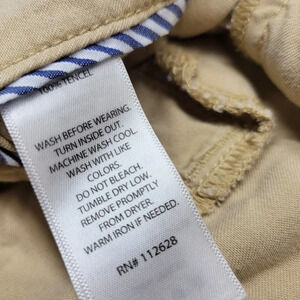 100% TENCEL
WASH BEFORE WEARING.
TURN INSIDE OUT.
MACHINE WASH COOL.
WASH WITH LIKE
COLORS.
DO NOT BLEACH.
TUMBLE DRY LOW.
REMOVE PROMPTLY
FROM DRYER.
WARM IRON IF NEEDED.
RN# 112628